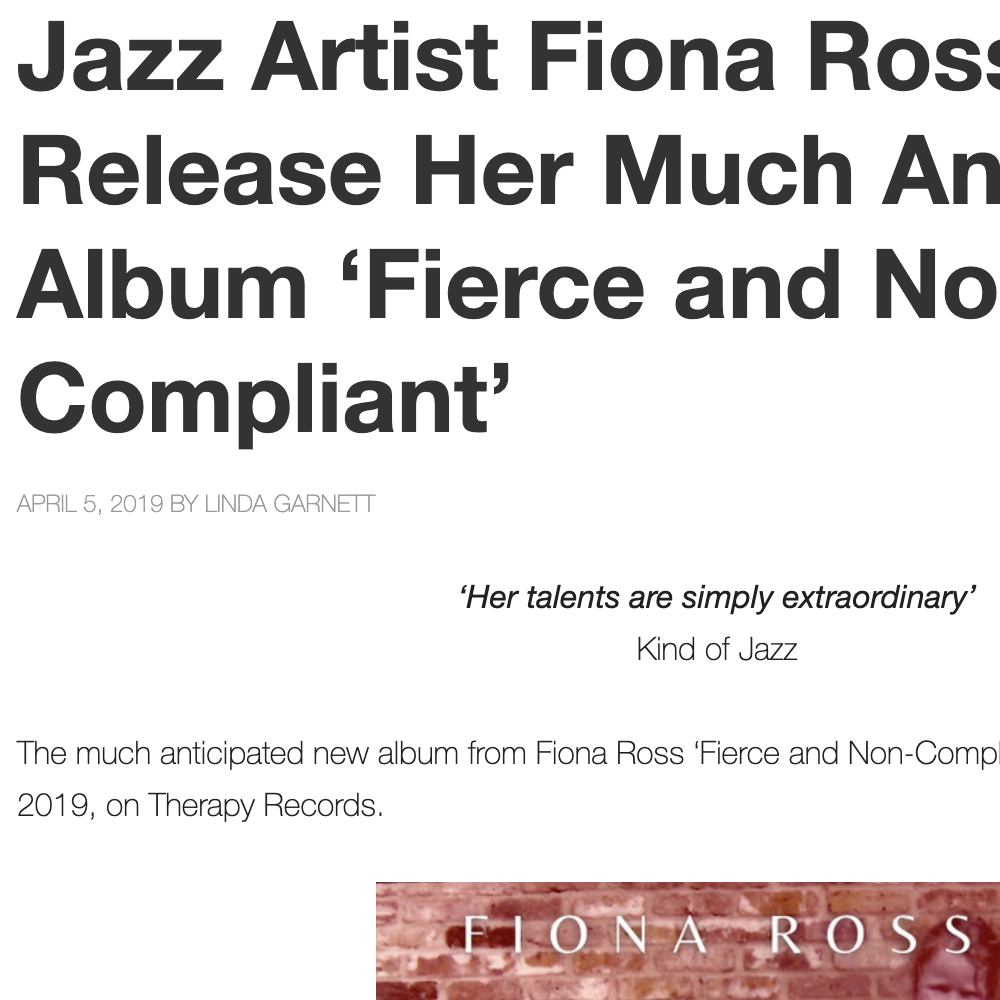 Jazz Artist Fiona Ross
Release Her Much An
Album ‘Fierce and No
Compliant’
APRIL 5, 2019 BY LINDA GARNETT
‘Her talents are simply extraordinary’
Kind of Jazz
The much anticipated new album from Fiona Ross ‘Fierce and Non-Compl
2019, on Therapy Records.
FIONA ROSS